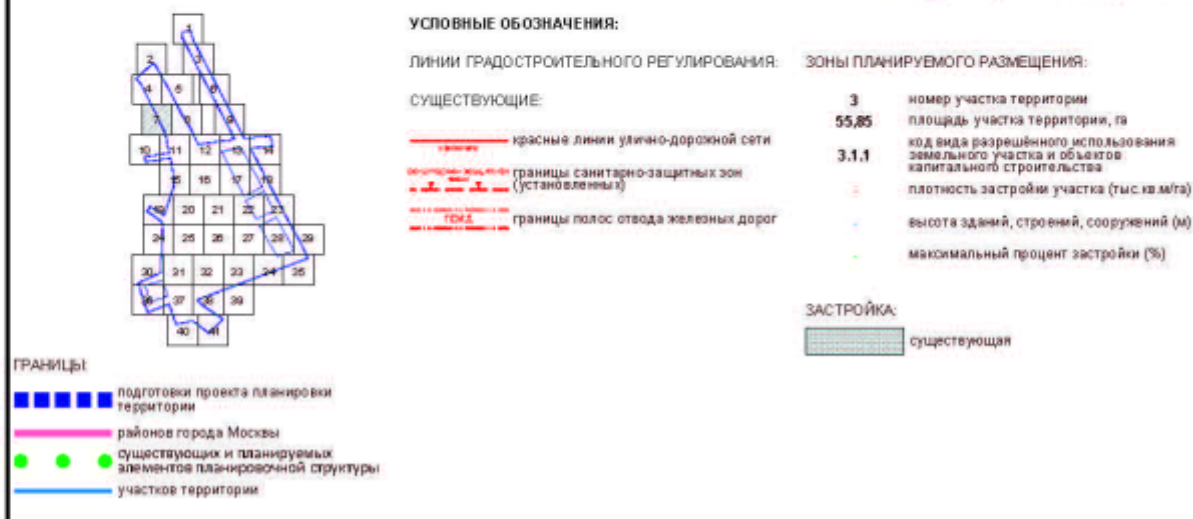 1
2 3
4 5 6
7 8 9
10 11 12 13 14
15 16 17 18
19 20 21 22 23
24 25 26 27 28 29
30 31 32 33 34 35
36 37 38 39
40 41
ГРАНИЦЫ:
подготовки проекта планировки
территории
районов города Москвы
существующих и планируемых
элементов планировочной структуры
участков территории
УСЛОВНЫЕ ОБОЗНАЧЕНИЯ:
ЛИНИИ ГРАДОСТРОИТЕЛЬНОГО РЕГУЛИРОВАНИЯ:
СУЩЕСТВУЮЩИЕ:
красные линии улично-дорожной сети
границы санитарно-защитных зон
(установленных)
границы полос отвода железных дорог
ЗОНЫ ПЛАНИРУЕМОГО РАЗМЕЩЕНИЯ:
3 номер участка территории
55,85 площадь участка территории, га
3.1.1 код вида разрешённого использования
земельного участка и объектов
капитального строительства
плотность застройки участка (тыс.кв.м/га)
высота зданий, строений, сооружений (м)
максимальный процент застройки (%)
ЗАСТРОЙКА:
существующая